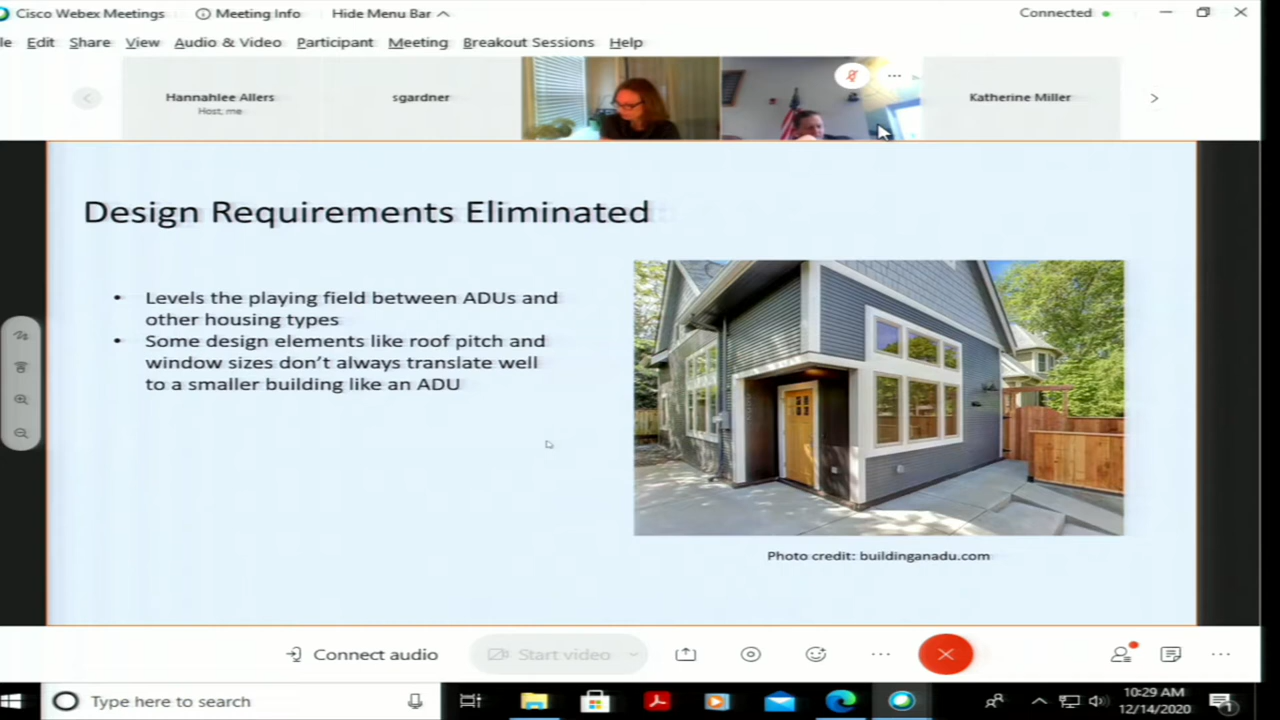 Cisco Webex Meetings
Meeting Info
Hide Menu Bar
Connected
le Edit Share View Audio & Video Participant Meeting Breakout Sessions Help
Hannahlee Allers
Host, me
sgardner
Katherine Miller
Design Requirements Eliminated
• Levels the playing field between ADUs and
other housing types
• Some design elements like roof pitch and
window sizes don't always translate well
to a smaller building like an ADU
Photo credit: buildinganadu.com
Connect audio
Start video
Type here to search
10:29 AM
12/14/2020
1